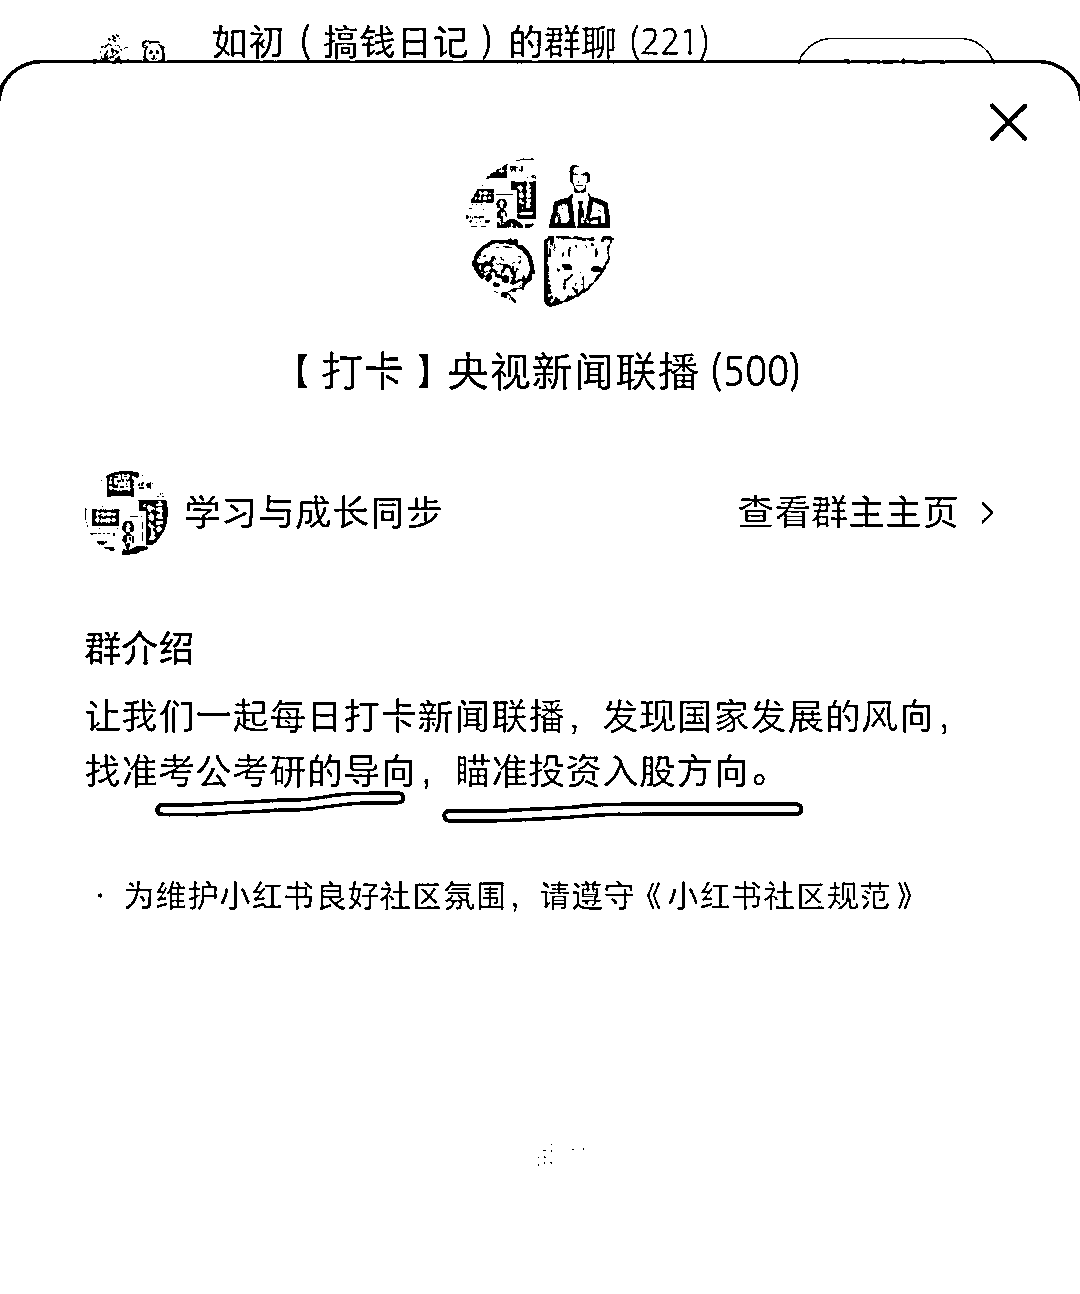 如初（搞钱日记）的群聊 (221)
【打卡】央视新闻联播 (500)
学习与成长同步
查看群主主页 >
群介绍
让我们一起每日打卡新闻联播，发现国家发展的风向，
找准考公考研的导向，瞄准投资入股方向。
· 为维护小红书良好社区氛围，请遵守《小红书社区规范》